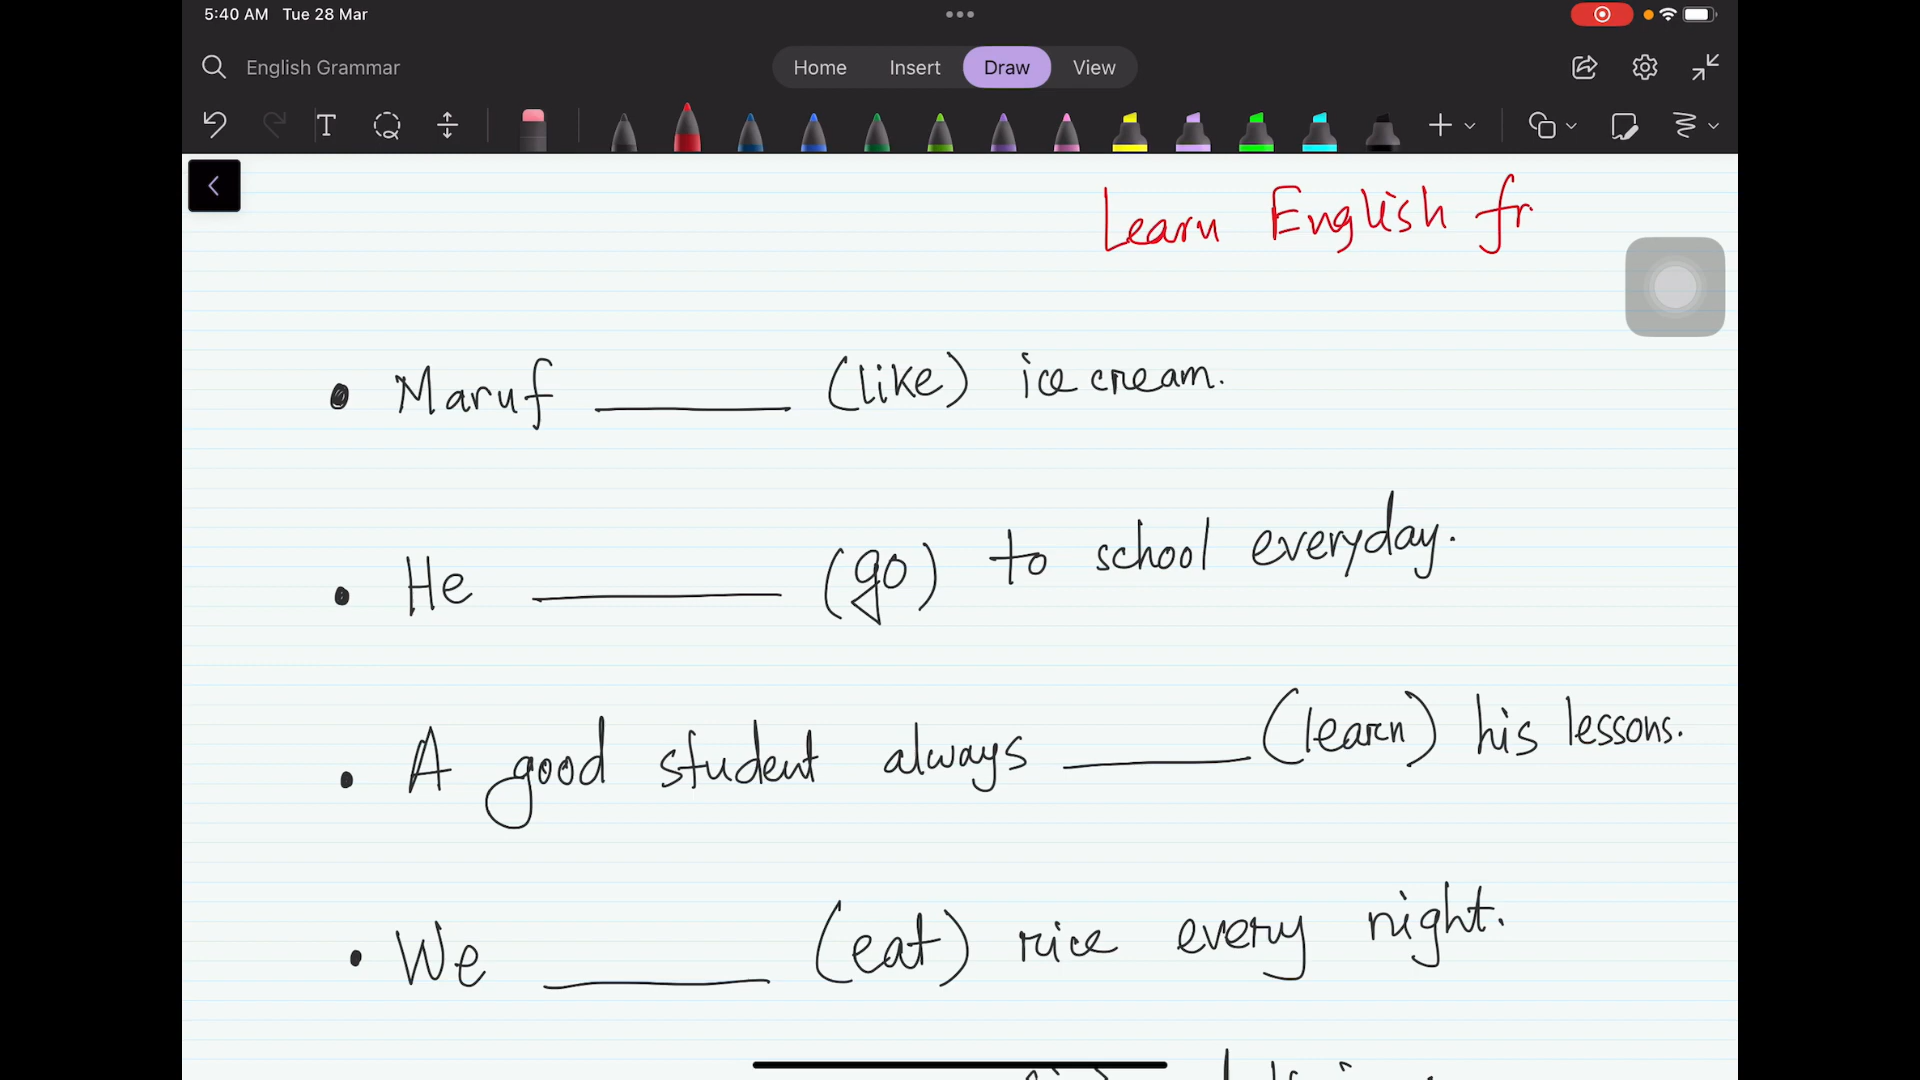 5:40 AM Tue 28 Mar
English Grammar
Home Insert Draw View
T
Learn English fr
• Maruf ______ (like) ice cream.
• He ______ (go) to school everyday.
• A good student always ______ (learn) his lessons.
• We ______ (eat) rice every night.